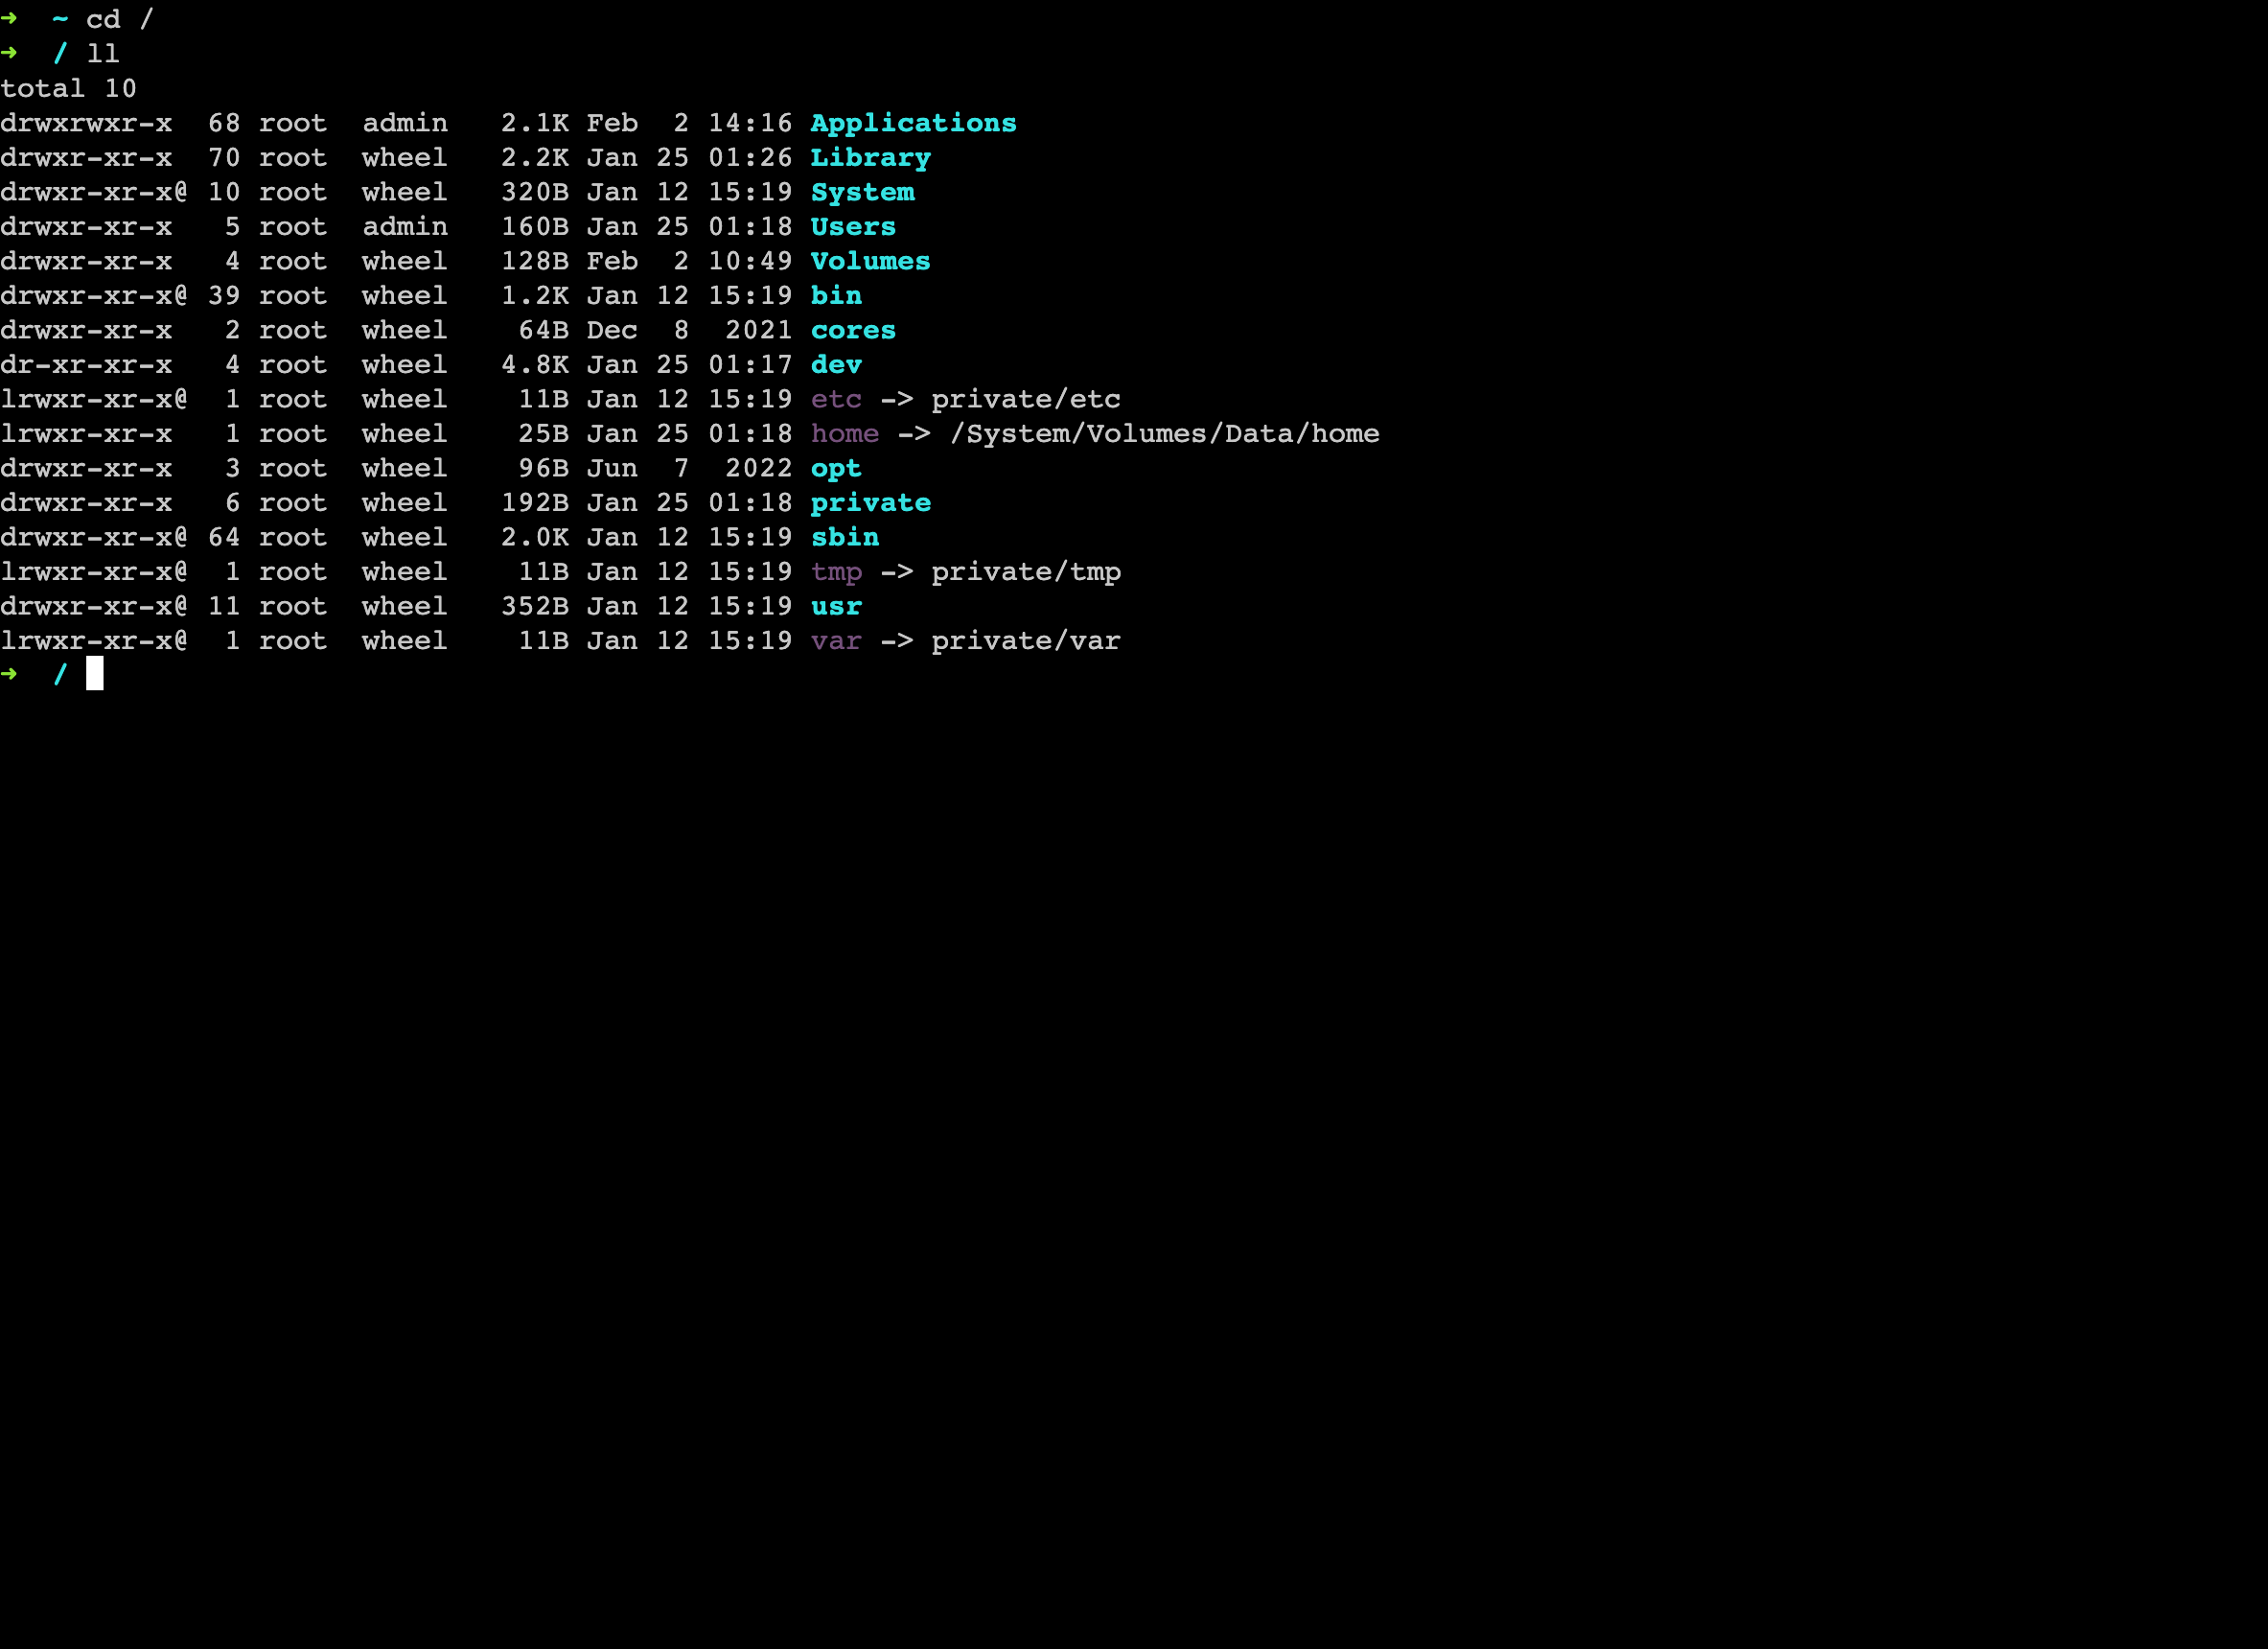 ➜  ~ cd /
➜  / ll
total 10
drwxrwxr-x  68 root  admin   2.1K Feb  2 14:16 Applications
drwxr-xr-x  70 root  wheel   2.2K Jan 25 01:26 Library
drwxr-xr-x@ 10 root  wheel   320B Jan 12 15:19 System
drwxr-xr-x   5 root  admin   160B Jan 25 01:18 Users
drwxr-xr-x   4 root  wheel   128B Feb  2 10:49 Volumes
drwxr-xr-x@ 39 root  wheel   1.2K Jan 12 15:19 bin
drwxr-xr-x   2 root  wheel    64B Dec  8  2021 cores
dr-xr-xr-x   4 root  wheel   4.8K Jan 25 01:17 dev
lrwxr-xr-x@  1 root  wheel    11B Jan 12 15:19 etc -> private/etc
lrwxr-xr-x   1 root  wheel    25B Jan 25 01:18 home -> /System/Volumes/Data/home
drwxr-xr-x   3 root  wheel    96B Jun  7  2022 opt
drwxr-xr-x   6 root  wheel   192B Jan 25 01:18 private
drwxr-xr-x@ 64 root  wheel   2.0K Jan 12 15:19 sbin
lrwxr-xr-x@  1 root  wheel    11B Jan 12 15:19 tmp -> private/tmp
drwxr-xr-x@ 11 root  wheel   352B Jan 12 15:19 usr
lrwxr-xr-x@  1 root  wheel    11B Jan 12 15:19 var -> private/var
➜  /